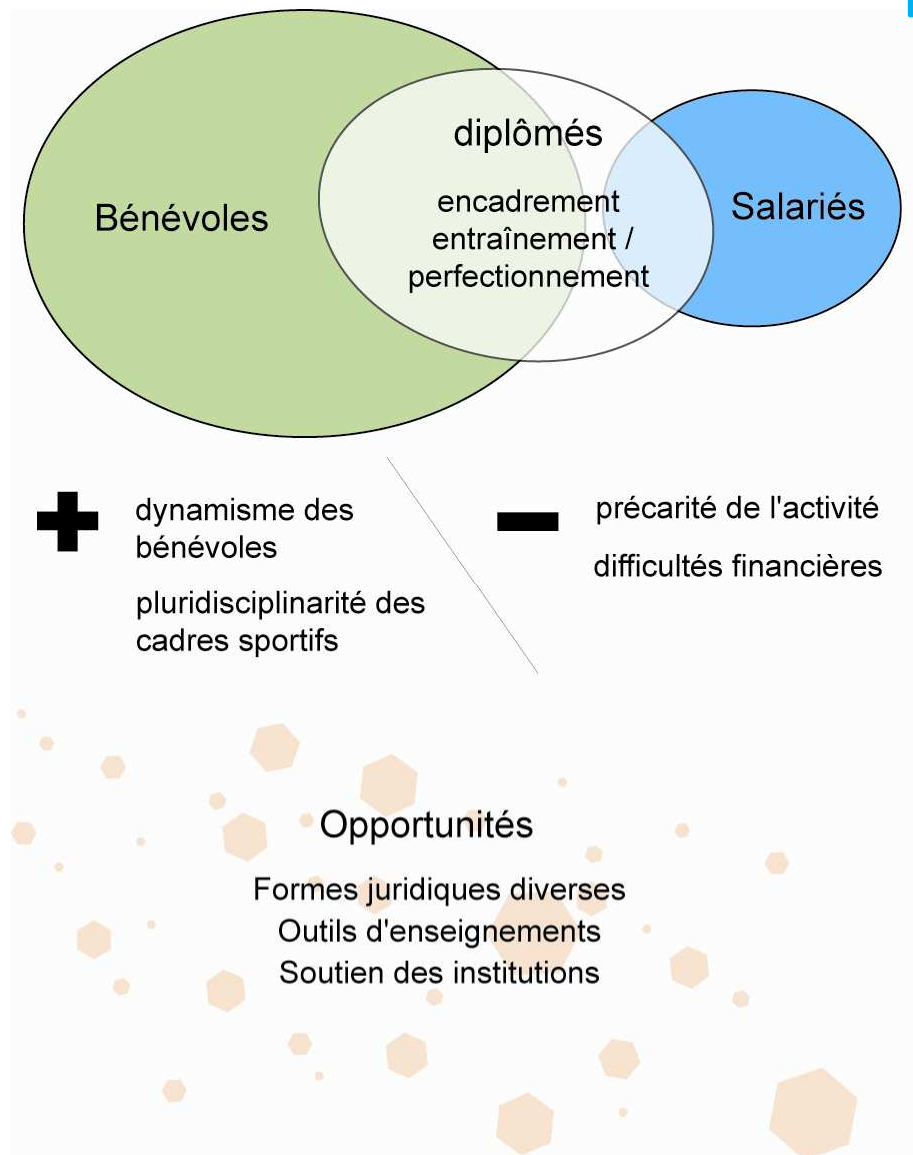 diplômés
encadrement
entraînement /
perfectionnement
Bénévoles
Salariés
dynamisme des
bénévoles
pluridisciplinarité des
cadres sportifs
précarité de l'activité
difficultés financières
Opportunités
Formes juridiques diverses
Outils d'enseignements
Soutien des institutions